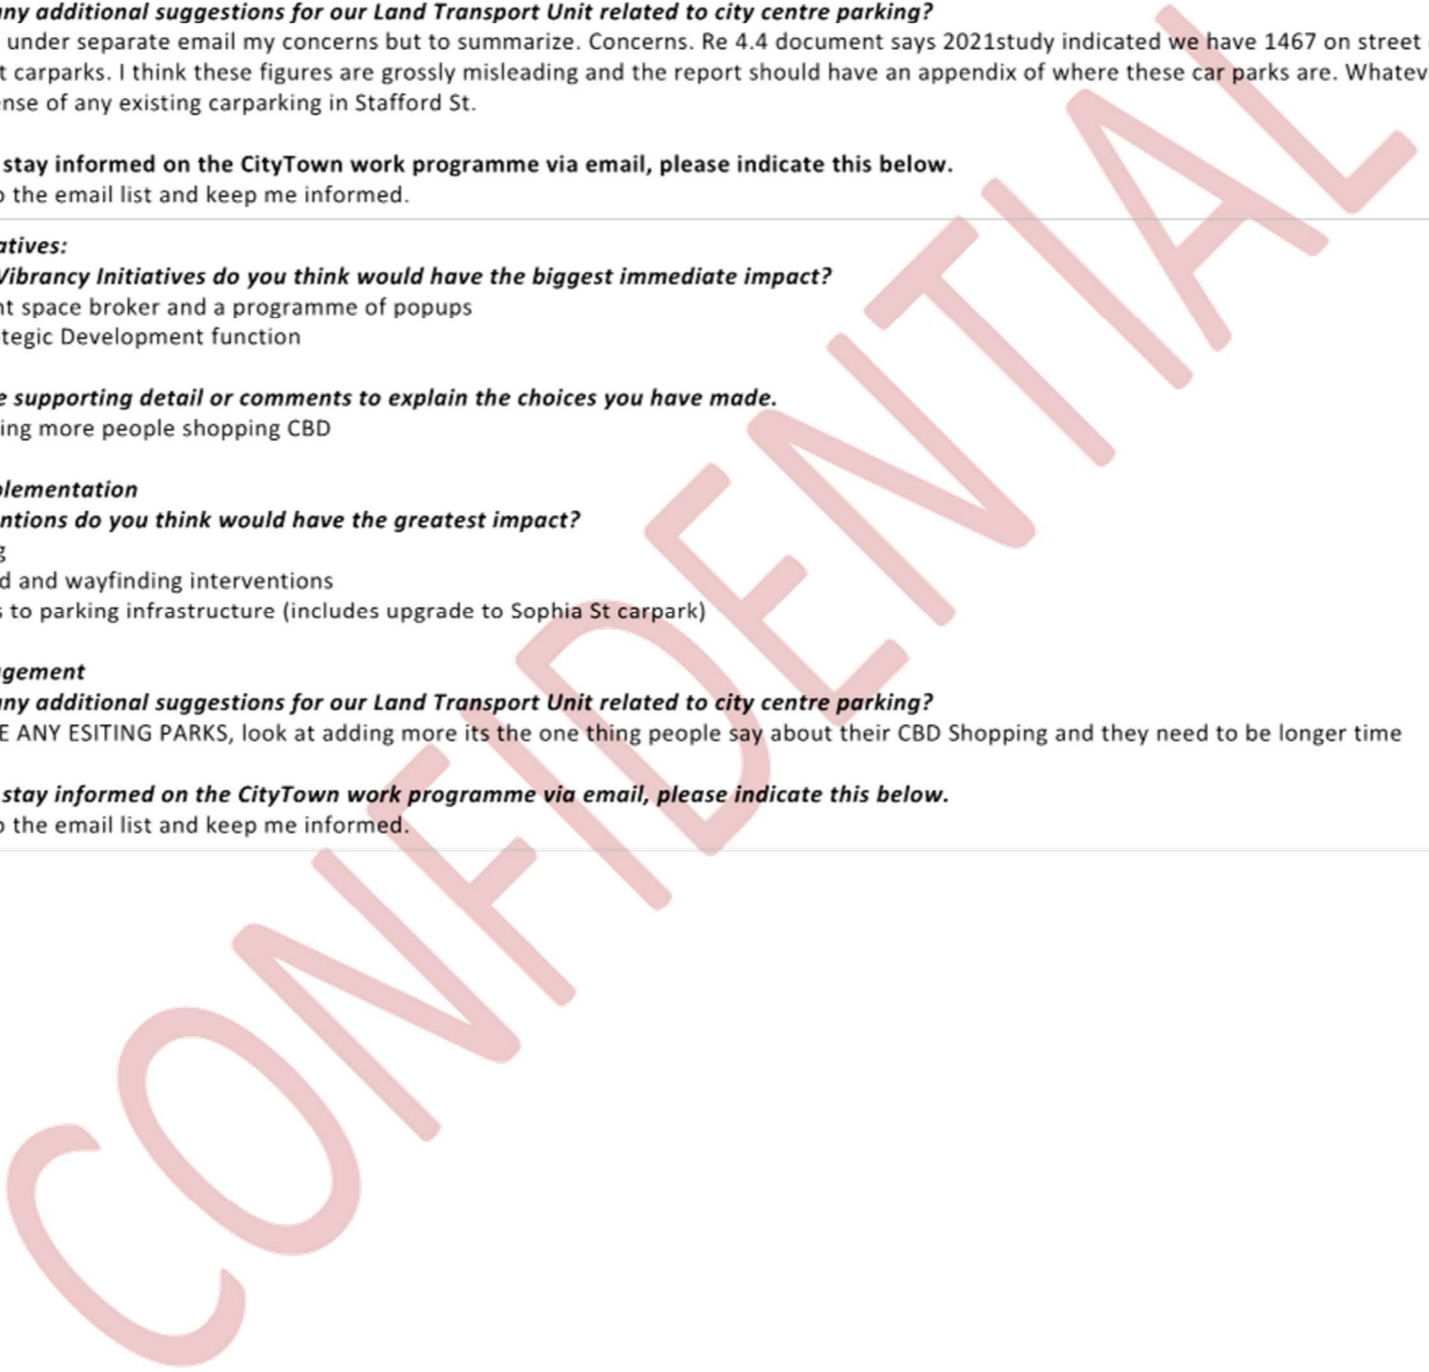 any additional suggestions for our Land Transport Unit related to city centre parking?
under separate email my concerns but to summarize. Concerns. Re 4.4 document says 2021study indicated we have 1467 on street
t carparks. I think these figures are grossly misleading and the report should have an appendix of where these car parks are. Whatev
nse of any existing carparking in Stafford St.
stay informed on the CityTown work programme via email, please indicate this below.
o the email list and keep me informed.
atives:
Vibrancy Initiatives do you think would have the biggest immediate impact?
nt space broker and a programme of popups
tegic Development function
e supporting detail or comments to explain the choices you have made.
ing more people shopping CBD
plementation
ntions do you think would have the greatest impact?
g
d and wayfinding interventions
s to parking infrastructure (includes upgrade to Sophia St carpark)
gement
any additional suggestions for our Land Transport Unit related to city centre parking?
E ANY ESITING PARKS, look at adding more its the one thing people say about their CBD Shopping and they need to be longer time
stay informed on the CityTown work programme via email, please indicate this below.
o the email list and keep me informed.
CONFIDENTIAL